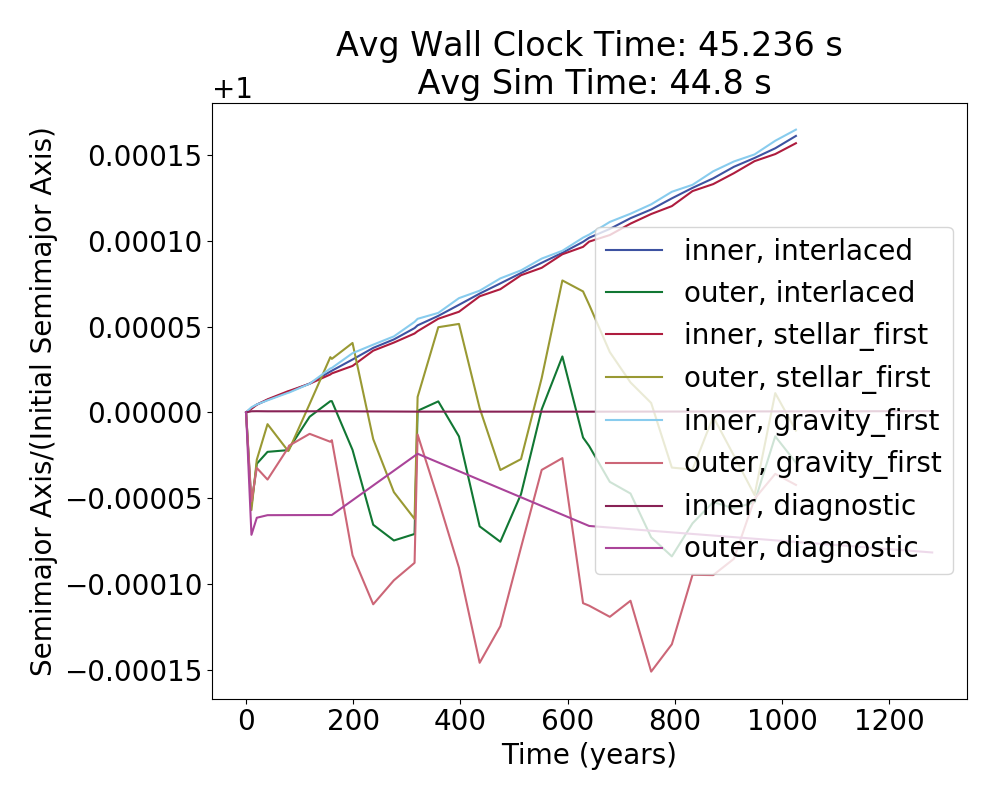 Avg Wall Clock Time: 45.236 s
Avg Sim Time: 44.8 s
+1
Semimajor Axis/(Initial Semimajor Axis)
0.00015
0.00010
0.00005
0.00000
−0.00005
−0.00010
−0.00015
inner, interlaced
outer, interlaced
inner, stellar_first
outer, stellar_first
inner, gravity_first
outer, gravity_first
inner, diagnostic
outer, diagnostic
0 200 400 600 800 1000 1200
Time (years)